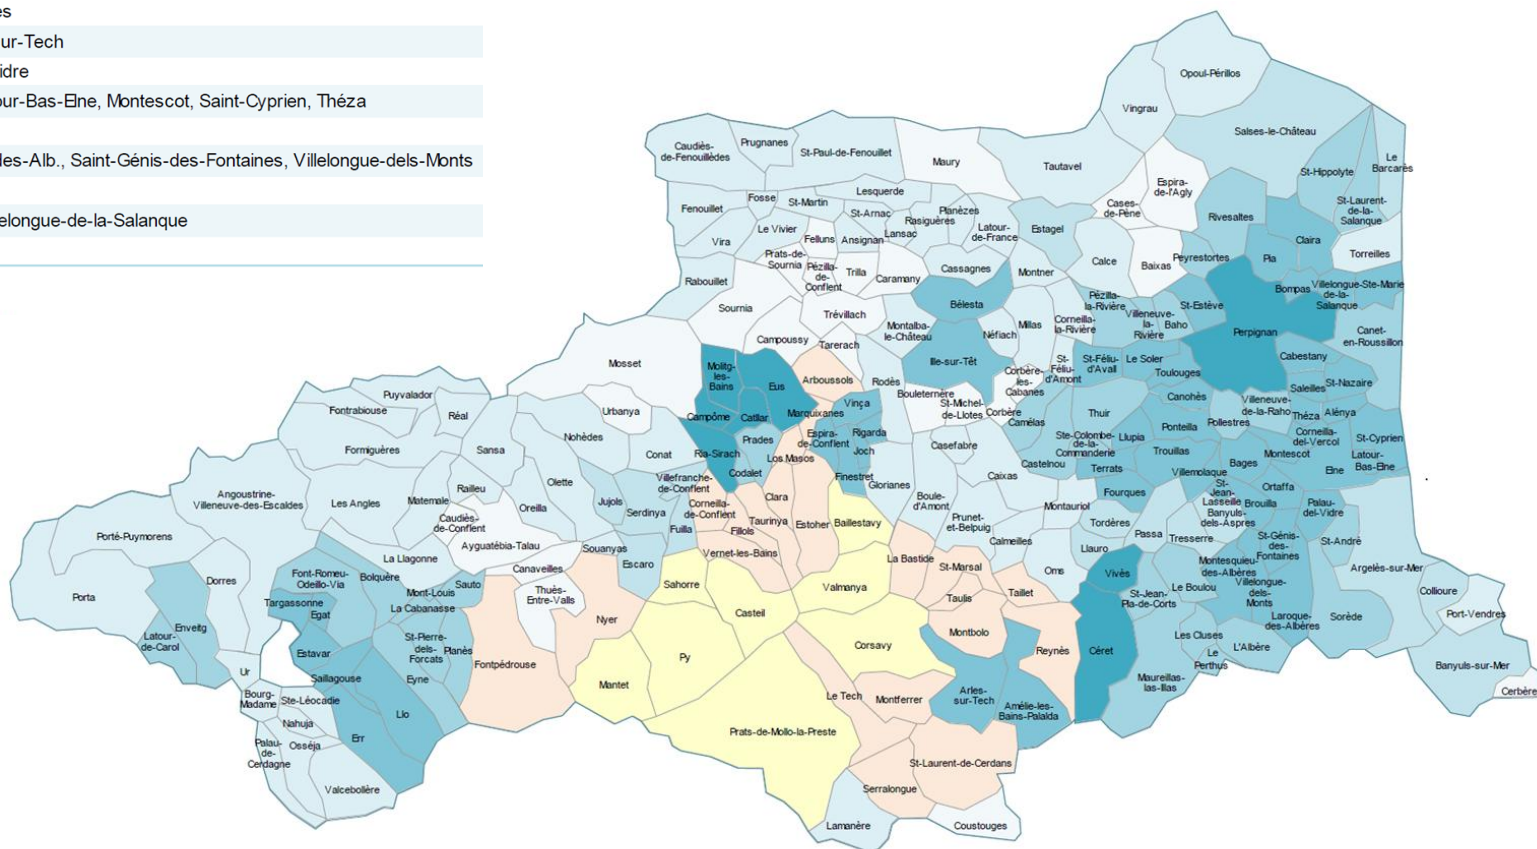 es
ur-Tech
idre
our-Bas-Elne, Montescot, Saint-Cyprien, Théza
les-Alb., Saint-Génis-des-Fontaines, Villelongue-dels-Monts
elongue-de-la-Salanque
Opoul-Périllos
Vingrau
Salses-le-Château
Caudiès-
de-Fenouillèdes
Prugnanes
St-Paul-de-Fenouillet
Maury
Tautavel
Le
Barcarès
St-Hippolyte
Espira-
de-l'Agly
Cases-
de-Pène
Rivesaltes
St-Laurent-
de-la-
Salanque
Fenouillet
Fosse
St-Martin
Lesquerde
St-Arnac
Rasiguères
Planèzes
Lansac
Latour-
de-France
Estagel
Vira
Le Vivier
Felluns
Ansignan
Claira
Torreilles
Prats-de-
Sournia
Pézilla-
de-
Conflent
Trilla
Caramany
Cassagnes
Montner
Calce
Baixas
Peyrestortes
Pia
Rabouillet
Sournia
Trévillach
Bélesta
Bompas
Villelongue-
de-la-
Salanque
Ste-Marie
Pézilla-
la-Rivière
St-Estève
Campoussy
Tarerach
Montalba-
le-Château
Néfiach
Millas
Corneilla-
la-Rivière
Villeneuve-
la-
Rivière
Baho
Perpignan
Canet-
en-Roussillon
Mosset
Molitg-
les-
Bains
Eus
Arboussols
Rodès
Ille-sur-Têt
Corbère-
les-
Cabanes
St-
Féliu-
d'Amont
St-Féliu-
d'Avall
Le Soler
Toulouges
Cabestany
Saleilles
St-Nazaire
Puyvalador
Fontrabiouse
Réal
Urbanya
Campôme
Catllar
Marquixanes
Vinça
Bouleternère
St-Michel-
de-Llotes
Corbère
Camélas
Thuir
Canohès
Pollestres
Villeneuve-
de-la-Raho
Théza
Alénya
Formiguères
Sansa
Nohèdes
Conat
Ria-Sirach
Prades
Codalet
Los Masos
Espira-
de-Conflent
Rigarda
Joch
Finestret
Glorianes
Casefabre
Ste-Colombe-
de-la-
Commanderie
Llupia
Ponteilla
Trouillas
Corneilla-
del-Vercol
Montescot
St-Cyprien
Latour-
Bas-Elne
Castelnou
Terrats
Villemolaque
Bages
Elne
Angoustrine-
Villeneuve-des-Escaldes
Les Angles
Matemale
Railleu
Caudiès-
de-Conflent
Oreilla
Olette
Jujols
Serdinya
Villefranche-
de-Conflent
Corneilla-
de-Conflent
Fuilla
Fillols
Clara
Taurinya
Estoher
Baillestavy
Boule-
d'Amont
Caixas
Montauriol
Fourques
St-
Jean-
Lasseille
Ortaffa
Brouilla
Palau-
del-Vidre
Banyuls-
dels-Aspres
Prunet-
et-Belpuig
Calmeilles
Tordères
Passa
Tresserre
Porté-Puymorens
Ayguatébia-Talau
Souanyas
Escaro
Vernet-les-Bains
La Bastide
St-Marsal
Oms
Llauro
Vivès
St-Génis-
des-
Fontaines
St-André
Argelès-sur-Mer
Collioure
Port-Vendres
La Llagonne
Canaveilles
Thuès-
Entre-Valls
Sahorre
Valmanya
Taulis
Taillet
Montesquieu-
des-Albères
Villelongue-
dels-
Monts
Porta
Dorres
Font-Romeu-
Odeillo-Via
Bolquère
Mont-Louis
Sauto
La Cabanasse
Targassonne
Egat
Nyer
Casteil
Montbolo
St-Jean-
Pla-de-Corts
Le Boulou
Laroque-
des-Albères
Sorède
Enveitg
Latour-
de-Carol
Estavar
St-Pierre-
dels-
Forcats
Planès
Fontpédrouse
Py
Corsavy
Reynès
Céret
Les Cluses
Le
Perthus
L'Albère
Banyuls-sur-Mer
Cerbère
Ur
Saillagouse
Eyne
Mantet
Le Tech
Montferrer
Arles-
sur-Tech
Amélie-les-
Bains-Palalda
Maureillas-
las-Illas
Bourg-
Madame
Ste-Léocadie
Nahuja
Llo
Err
Prats-de-Mollo-la-Preste
Palau-
de-
Cerdagne
Osséja
Valcebollère
St-Laurent-de-Cerdans
Serralongue
Lamanère
Coustouges